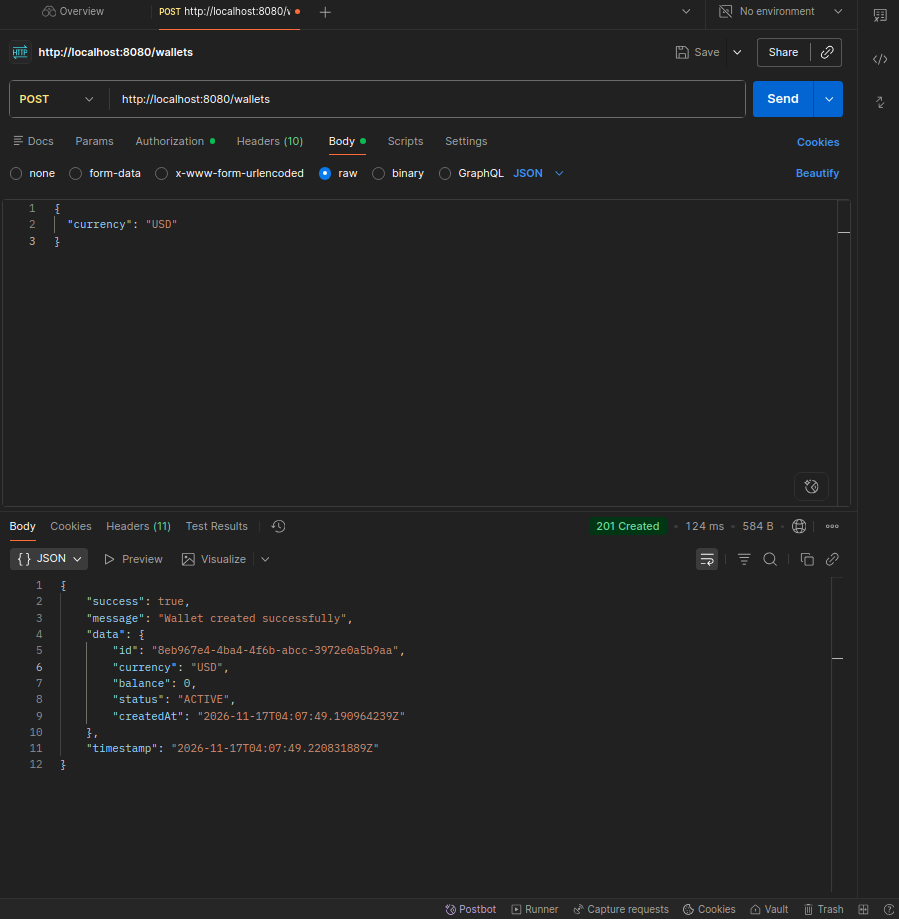 Overview
POST http://localhost:8080/v
No environment
HTTP http://localhost:8080/wallets
Save
Share
POST
http://localhost:8080/wallets
Send
Docs Params Authorization Headers (10) Body Scripts Settings Cookies
none form-data x-www-form-urlencoded raw binary GraphQL JSON Beautify
1 {
2 "currency": "USD"
3 }
Body Cookies Headers (11) Test Results 201 Created 124 ms 584 B
{} JSON Preview Visualize
1 {
2 "success": true,
3 "message": "Wallet created successfully",
4 "data": {
5 "id": "8eb967e4-4ba4-4f6b-abcc-3972e0a5b9aa",
6 "currency": "USD",
7 "balance": 0,
8 "status": "ACTIVE",
9 "createdAt": "2026-11-17T04:07:49.190964239Z"
10 },
11 "timestamp": "2026-11-17T04:07:49.220831889Z"
12 }
Postbot Runner Capture requests Cookies Vault Trash